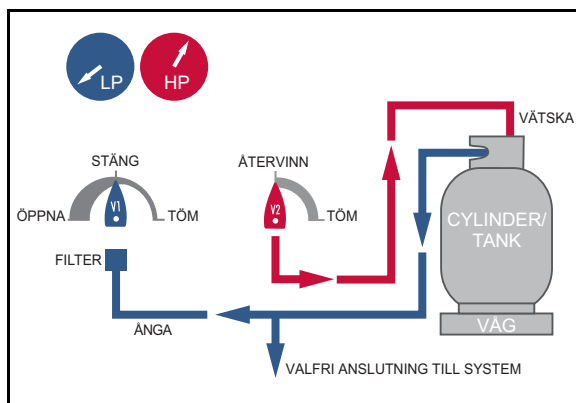 LP
HP
VÄTSKA
STÄNG
ÅTERVINN
V1
V2
ÖPPNA
TÖM
TÖM
CYLINDER/
TANK
FILTER
VÅG
ÅNGA
VALFRI ANSLUTNING TILL SYSTEM